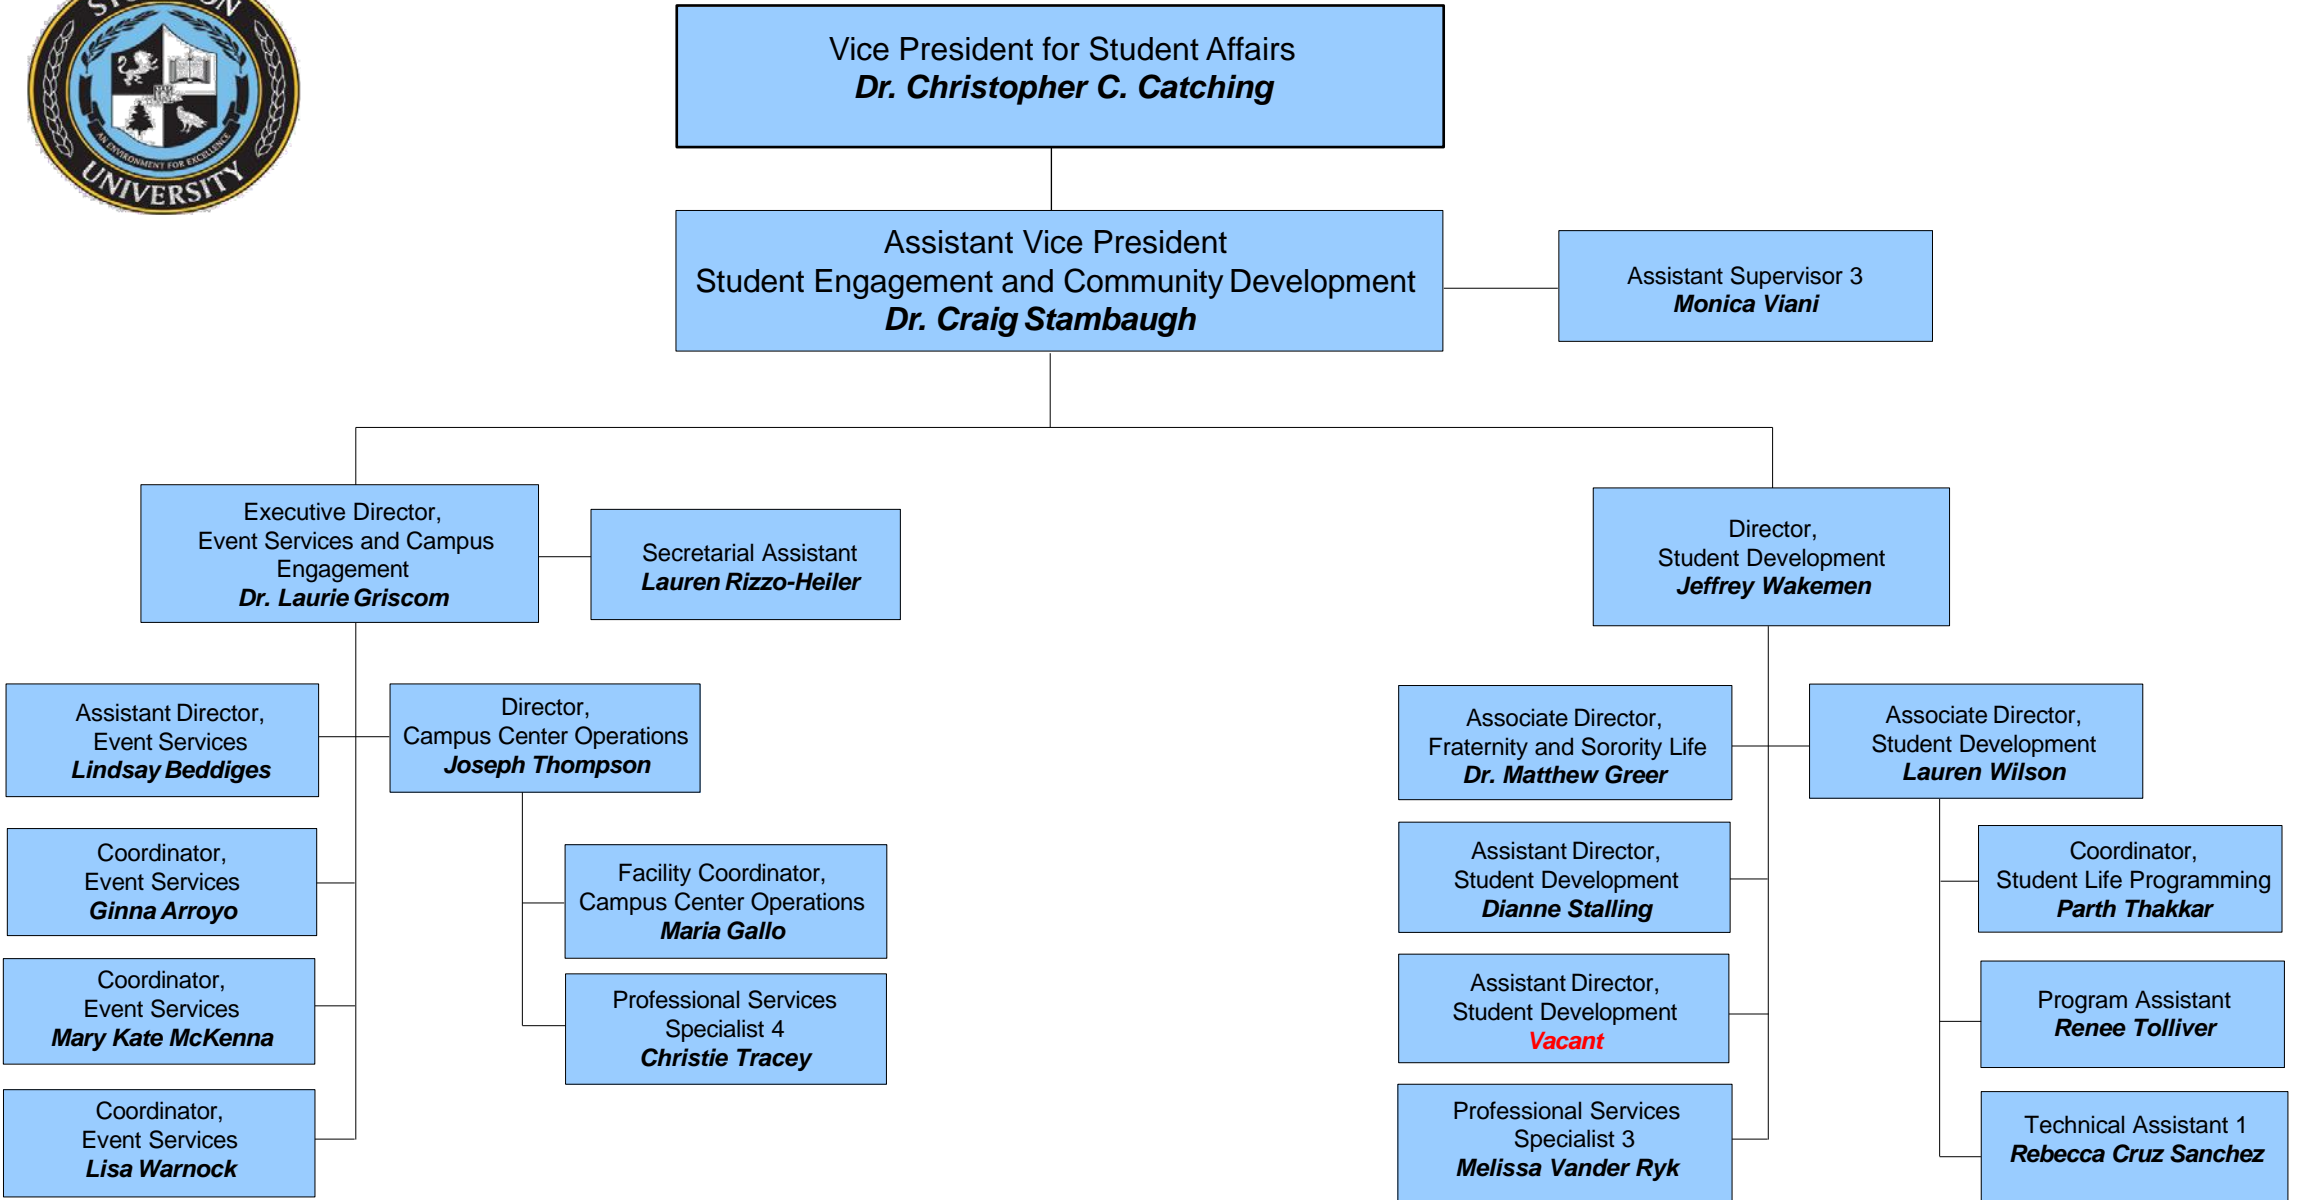 UNIVERSITY
AN ENVIRONMENT FOR EXCELLENCE
Vice President for Student Affairs
Dr. Christopher C. Catching
Assistant Vice President
Student Engagement and Community Development
Dr. Craig Stambaugh
Assistant Supervisor 3
Monica Viani
Executive Director,
Event Services and Campus
Engagement
Dr. Laurie Griscom
Secretarial Assistant
Lauren Rizzo-Heiler
Director,
Student Development
Jeffrey Wakemen
Assistant Director,
Event Services
Lindsay Beddiges
Director,
Campus Center Operations
Joseph Thompson
Coordinator,
Event Services
Ginna Arroyo
Facility Coordinator,
Campus Center Operations
Maria Gallo
Coordinator,
Event Services
Mary Kate McKenna
Professional Services
Specialist 4
Christie Tracey
Coordinator,
Event Services
Lisa Warnock
Associate Director,
Fraternity and Sorority Life
Dr. Matthew Greer
Associate Director,
Student Development
Lauren Wilson
Assistant Director,
Student Development
Dianne Stalling
Coordinator,
Student Life Programming
Parth Thakkar
Assistant Director,
Student Development
Vacant
Program Assistant
Renee Tolliver
Professional Services
Specialist 3
Melissa Vander Ryk
Technical Assistant 1
Rebecca Cruz Sanchez